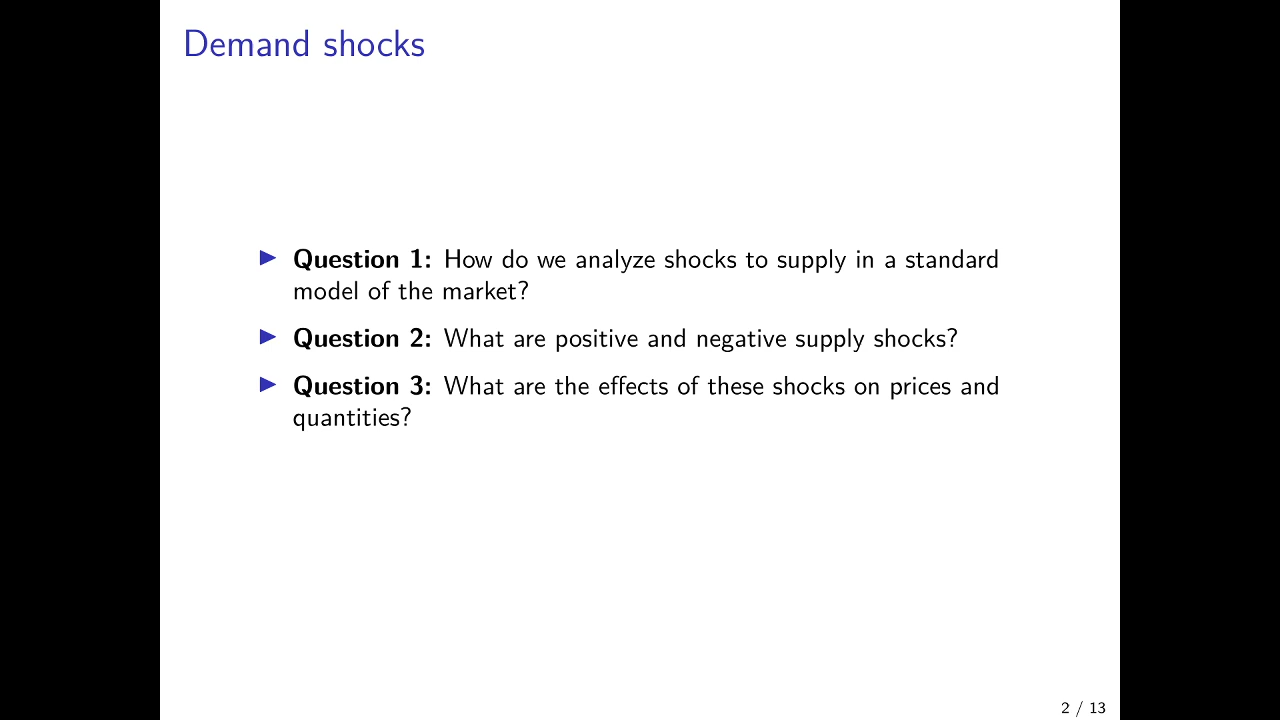 Demand shocks
Question 1: How do we analyze shocks to supply in a standard
model of the market?
Question 2: What are positive and negative supply shocks?
Question 3: What are the effects of these shocks on prices and
quantities?
2 / 13